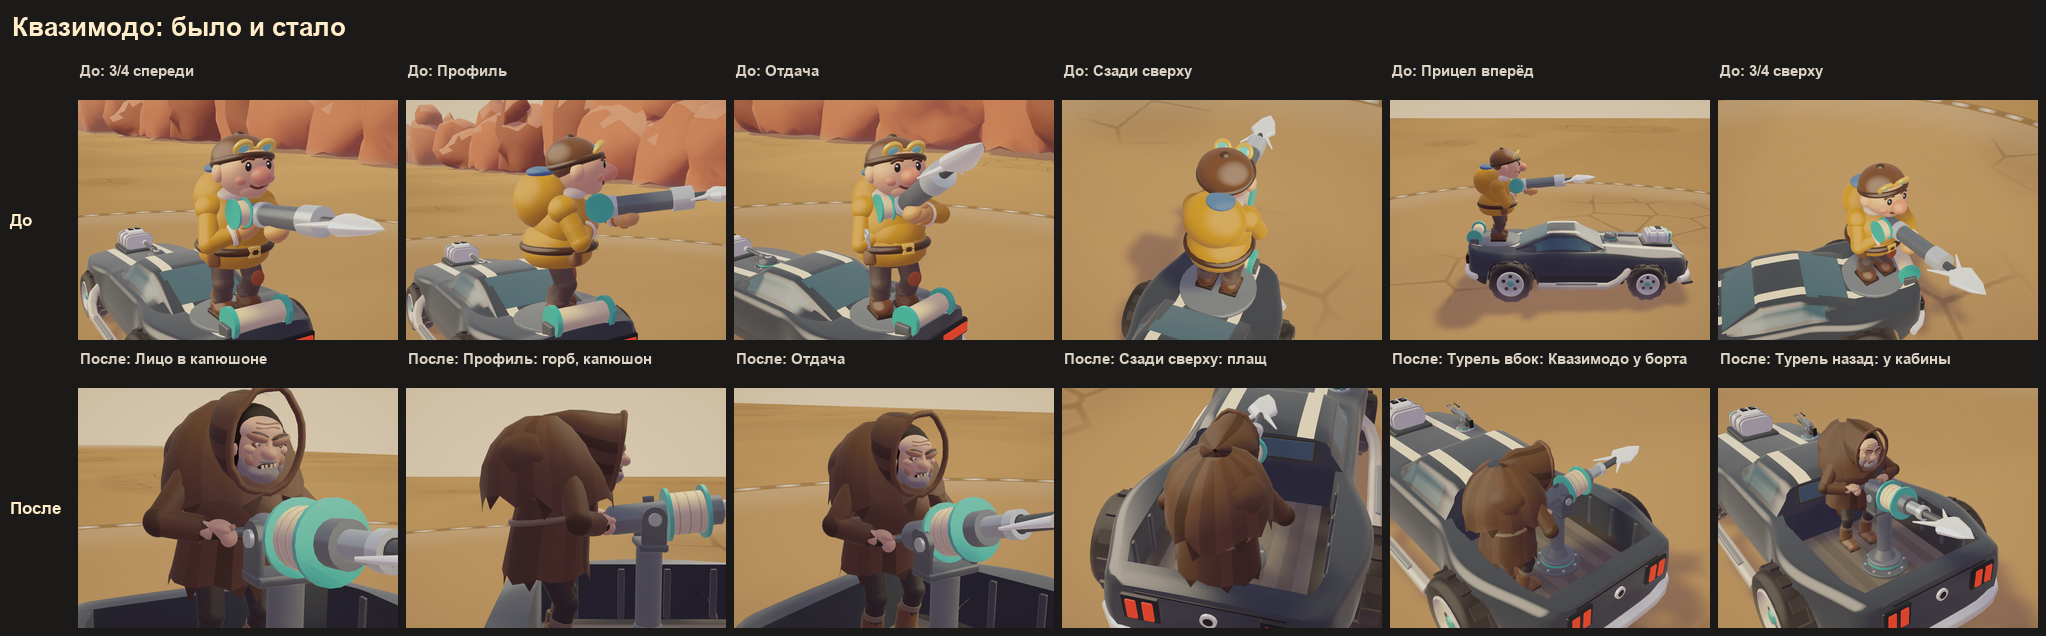 Квазимодо: было и стало
До: 3/4 спереди
До: Профиль
До: Отдача
До: Сзади сверху
До: Прицел вперёд
До: 3/4 сверху
До
После: Лицо в капюшоне
После: Профиль: горб, капюшон
После: Отдача
После: Сзади сверху: плащ
После: Турель вбок: Квазимодо у борта
После: Турель назад: у кабины
После